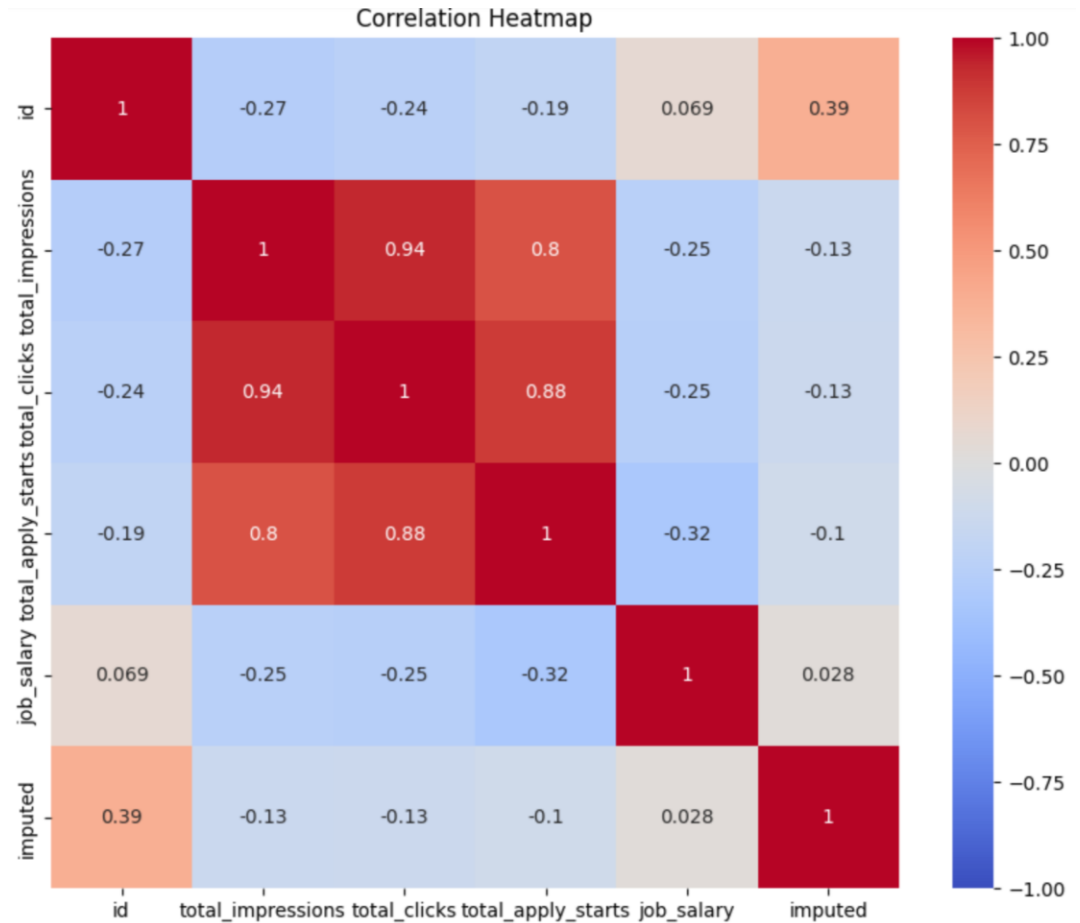 Correlation Heatmap
id 1 -0.27 -0.24 -0.19 0.069 0.39
total_impressions -0.27 1 0.94 0.8 -0.25 -0.13
total_clicks -0.24 0.94 1 0.88 -0.25 -0.13
total_apply_starts -0.19 0.8 0.88 1 -0.32 -0.1
job_salary 0.069 -0.25 -0.25 -0.32 1 0.028
imputed 0.39 -0.13 -0.13 -0.1 0.028 1
id total_impressions total_clicks total_apply_starts job_salary imputed
1.00
0.75
0.50
0.25
0.00
−0.25
−0.50
−0.75
−1.00